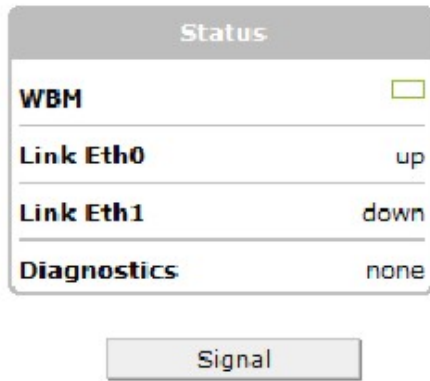 Status
WBM
Link Eth0 up
Link Eth1 down
Diagnostics none
Signal